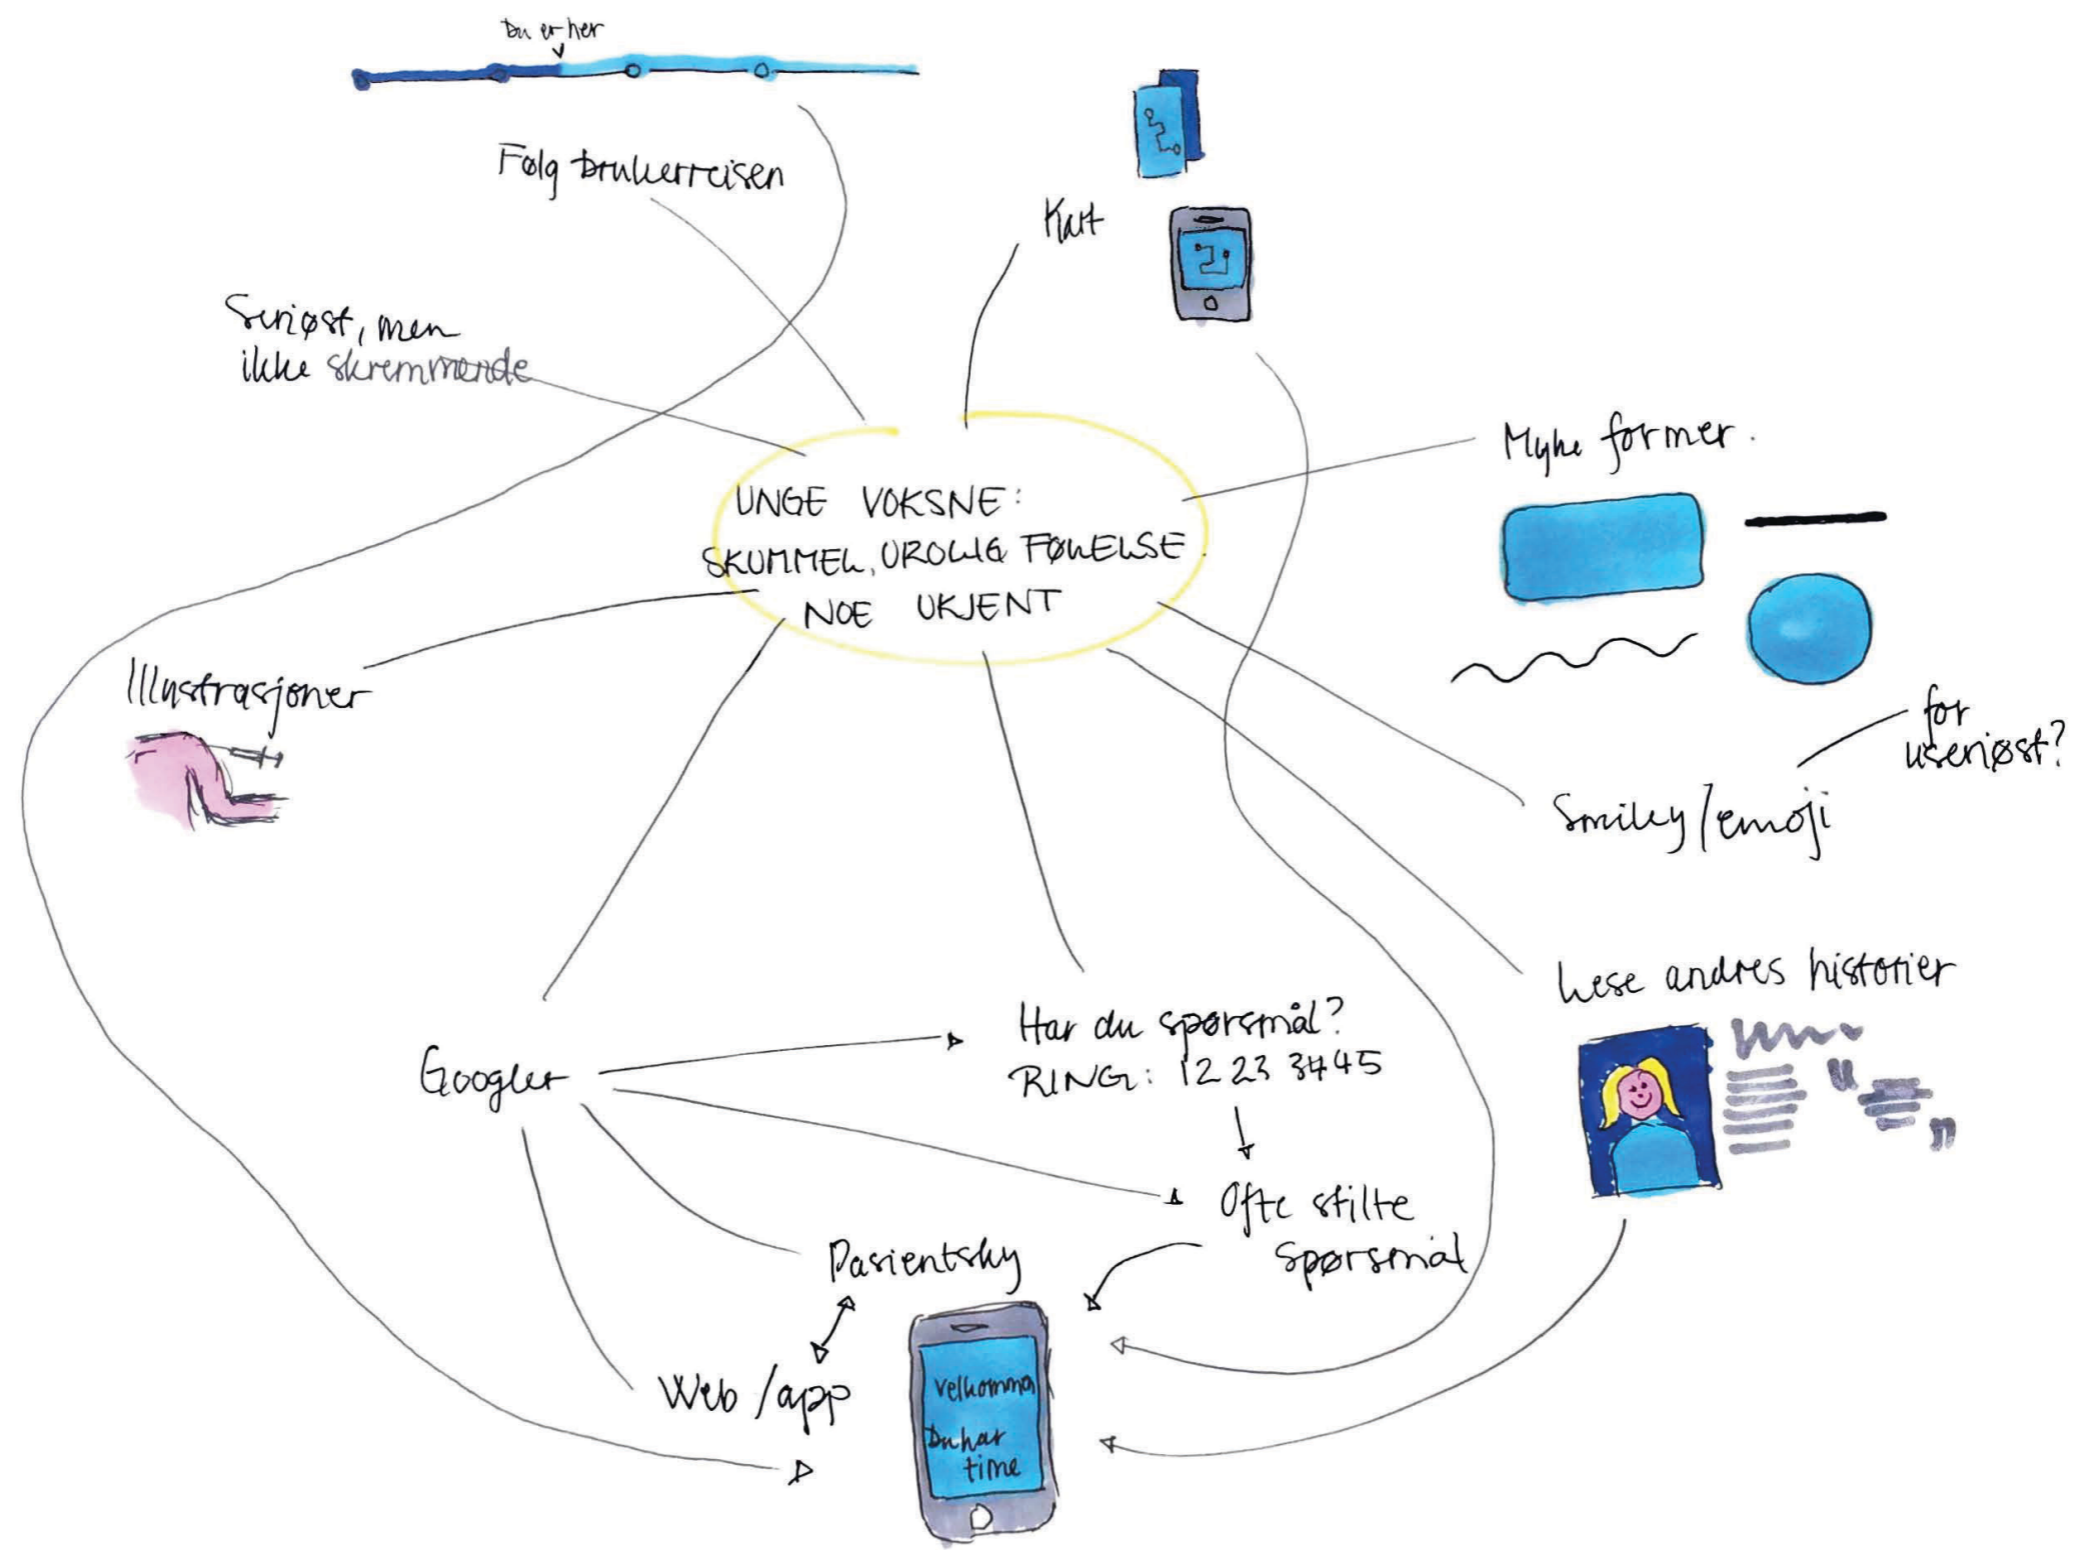 Du er her
Følg brukerreisen
Kart
Seriøst, men
ikke skremmende
Myke former.
UNGE VOKSNE:
SKUMMEL, UROLIG FØLELSE.
NOE UKJENT
Illustrasjoner
for
useriøst?
Smiley/emoji
Lese andres historier
Har du spørsmål?
RING: 12 23 34 45
Googler
Ofte stilte
Spørsmål
Pasientsky
Web/app
Velkommen
Du har
time